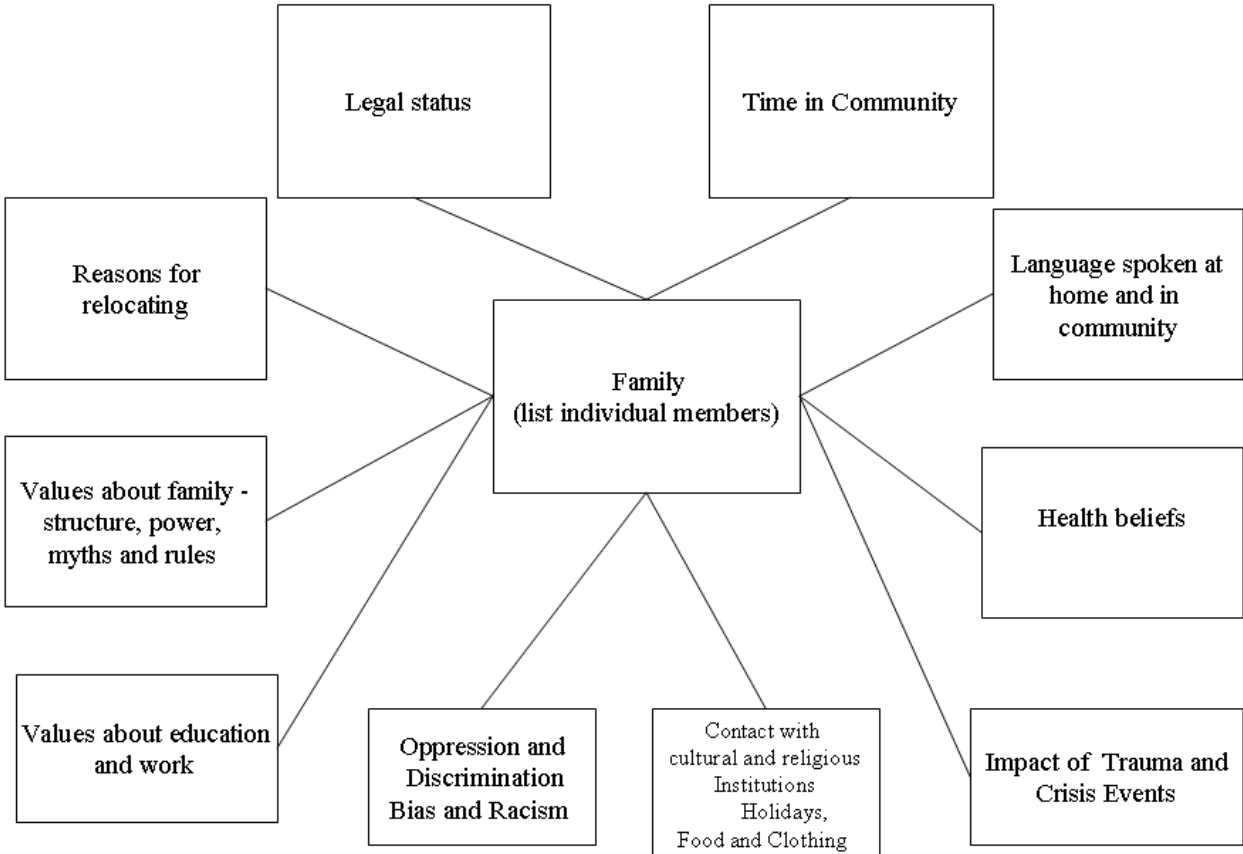 Legal status
Time in Community
Reasons for
relocating
Language spoken at
home and in
community
Family
(list individual members)
Values about family -
structure, power,
myths and rules
Health beliefs
Values about education
and work
Oppression and
Discrimination
Bias and Racism
Contact with
cultural and religious
Institutions
Holidays,
Food and Clothing
Impact of Trauma and
Crisis Events